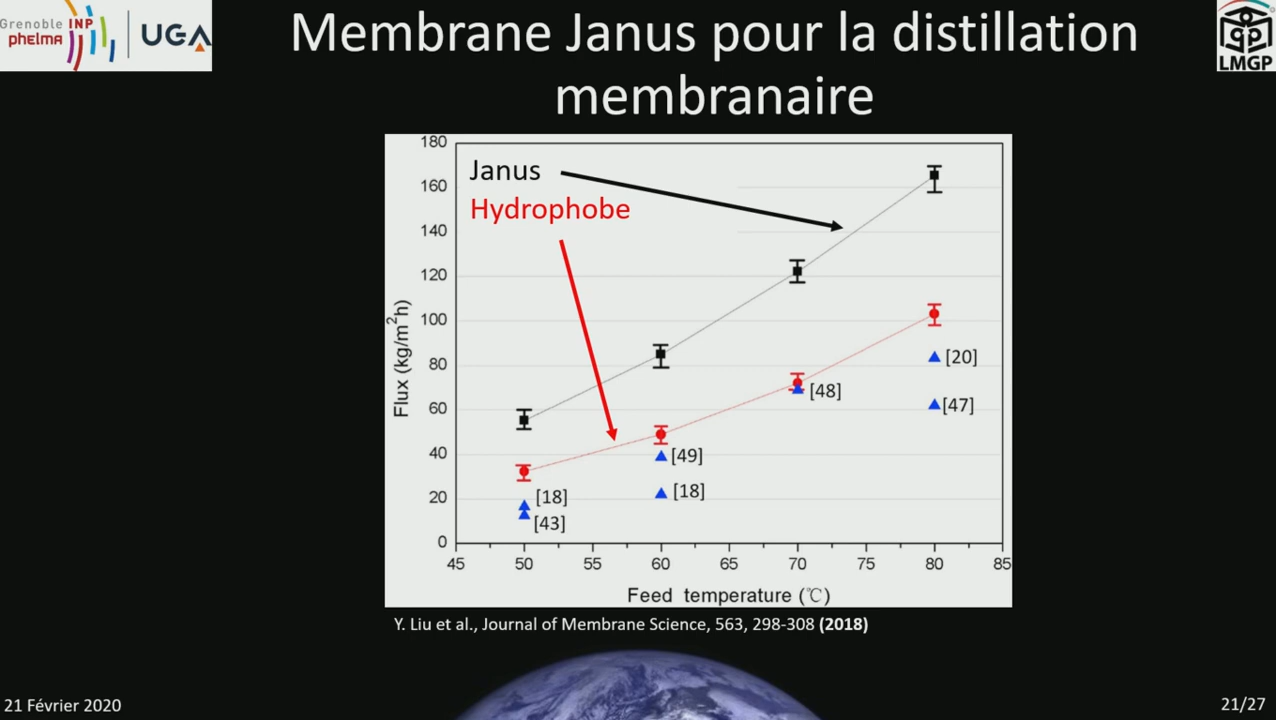 Grenoble INP
phelma
UGA
Membrane Janus pour la distillation
membranaire
LMGP
180
160
140
120
100
80
60
40
20
0
Flux (kg/m²h)
Janus
Hydrophobe
[20]
[48]
[47]
[49]
[18]
[18]
[43]
45 50 55 60 65 70 75 80 85
Feed temperature (℃)
Y. Liu et al., Journal of Membrane Science, 563, 298-308 (2018)
21 Février 2020
21/27